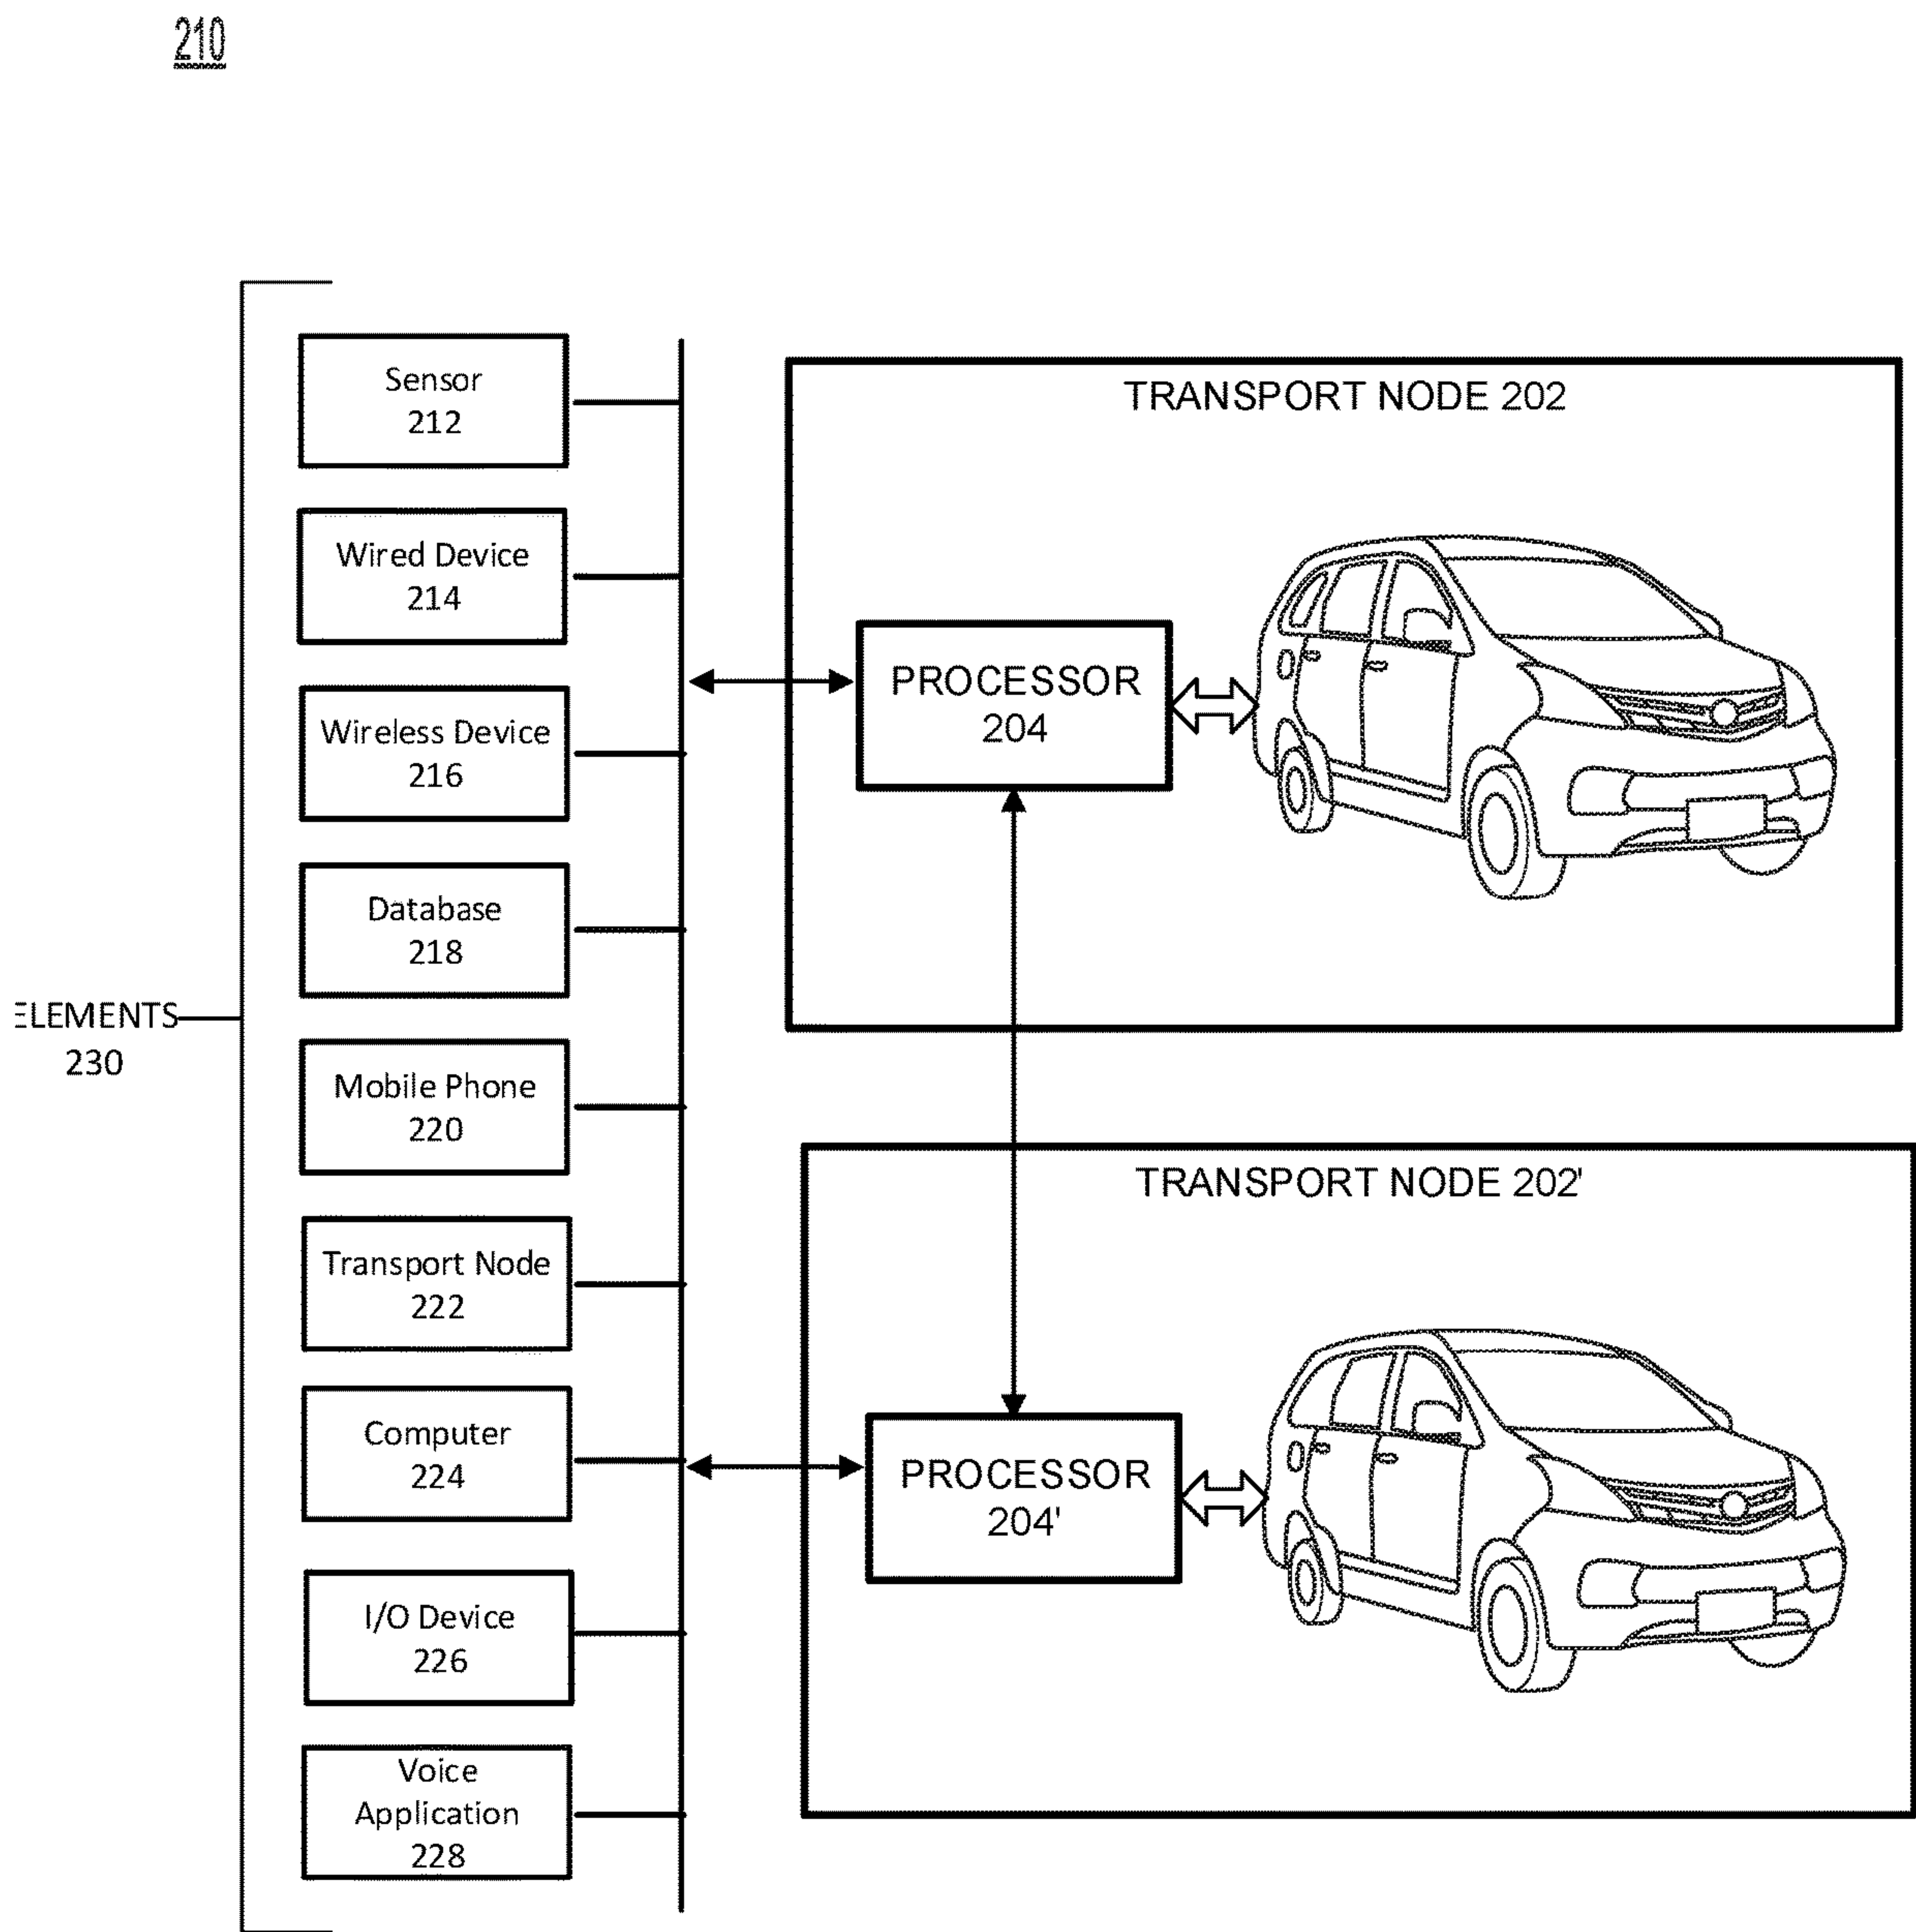 210
Sensor
212
Wired Device
214
Wireless Device
216
Database
218
ELEMENTS
230
Mobile Phone
220
Transport Node
222
Computer
224
I/O Device
226
Voice
Application
228
TRANSPORT NODE 202
PROCESSOR
204
TRANSPORT NODE 202'
PROCESSOR
204'